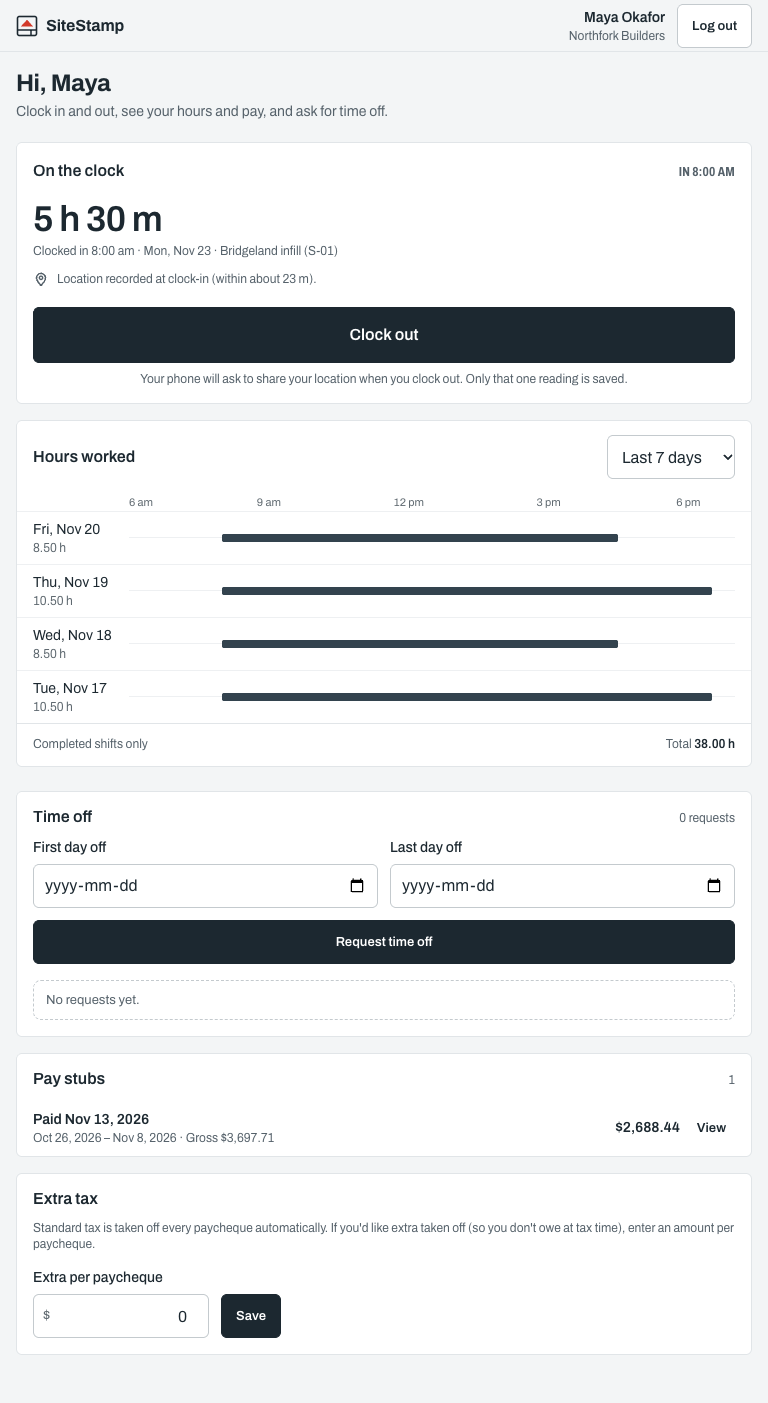 SiteStamp
Maya Okafor
Northfork Builders
Log out
Hi, Maya
Clock in and out, see your hours and pay, and ask for time off.
On the clock
IN 8:00 AM
5 h 30 m
Clocked in 8:00 am · Mon, Nov 23 · Bridgeland infill (S-01)
Location recorded at clock-in (within about 23 m).
Clock out
Your phone will ask to share your location when you clock out. Only that one reading is saved.
Hours worked
Last 7 days
6 am 9 am 12 pm 3 pm 6 pm
Fri, Nov 20
8.50 h
Thu, Nov 19
10.50 h
Wed, Nov 18
8.50 h
Tue, Nov 17
10.50 h
Completed shifts only
Total 38.00 h
Time off
0 requests
First day off
Last day off
yyyy-mm-dd
yyyy-mm-dd
Request time off
No requests yet.
Pay stubs
1
Paid Nov 13, 2026
Oct 26, 2026 – Nov 8, 2026 · Gross $3,697.71
$2,688.44
View
Extra tax
Standard tax is taken off every paycheque automatically. If you'd like extra taken off (so you don't owe at tax time), enter an amount per
paycheque.
Extra per paycheque
$ 0
Save